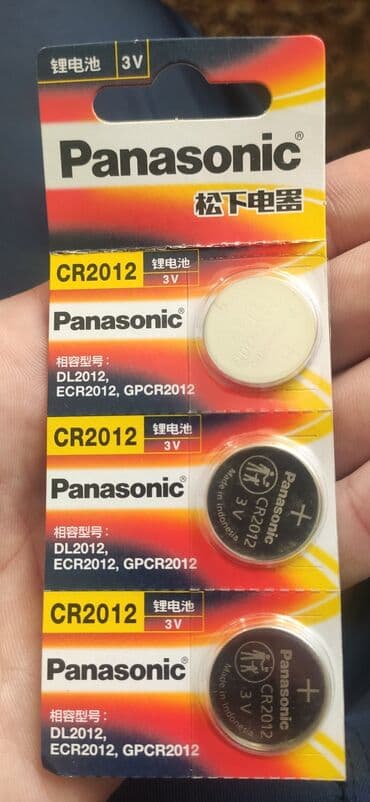 锂电池 3V
Panasonic®
松下电器
CR2012 锂电池 3V
Panasonic®
相容型号:
DL2012,
ECR2012, GPCR2012
CR2012 锂电池 3V
Panasonic®
相容型号:
DL2012,
ECR2012, GPCR2012
+
Panasonic
CR2012
3V
Made in Indonesia
CR2012 锂电池 3V
Panasonic®
相容型号:
DL2012,
ECR2012, GPCR2012
+
Panasonic
CR2012
3V
Made in Indonesia